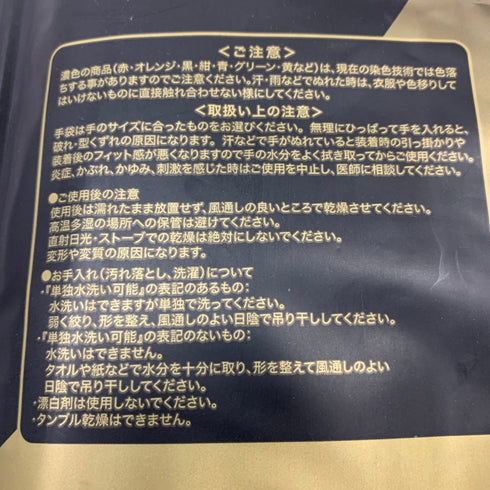 <ご注意>
濃色の商品(赤・オレンジ・黒・紺・青・グリーン・黄など)は、現在の染色技術では色落
ちする事がありますのでご注意ください。汗・雨などでぬれた時は、衣服や色移りして
はいけないものに直接触れ合わせない様にしてください。
<取扱い上の注意>
手袋は手のサイズに合ったものをお選びください。無理にひっぱって手を入れると、
破れ・型くずれの原因になります。汗などで手がぬれていると装着時の引っ掛かりや
装着後のフィット感が悪くなりますので手の水分をよく拭き取ってからご使用ください。
炎症、かぶれ、かゆみ、刺激を感じた時はご使用を中止し、医師に相談してください。
●ご使用後の注意
使用後は濡れたまま放置せず、風通しの良いところで乾燥させてください。
高温多湿の場所への保管は避けてください。
直射日光・ストーブでの乾燥は絶対にしないでください。
変形や変質の原因になります。
●お手入れ(汚れ落とし、洗濯)について
・『単独水洗い可能』の表記のあるもの:
水洗いはできますが単独で洗ってください。
弱く絞り、形を整え、風通しのよい日陰で吊り干ししてください。
・『単独水洗い可能』の表記のないもの:
水洗いはできません。
タオルや紙などで水分を十分に取り、形を整えて風通しのよい
日陰で吊り干ししてください。
・漂白剤は使用しないでください。
・タンブル乾燥はできません。